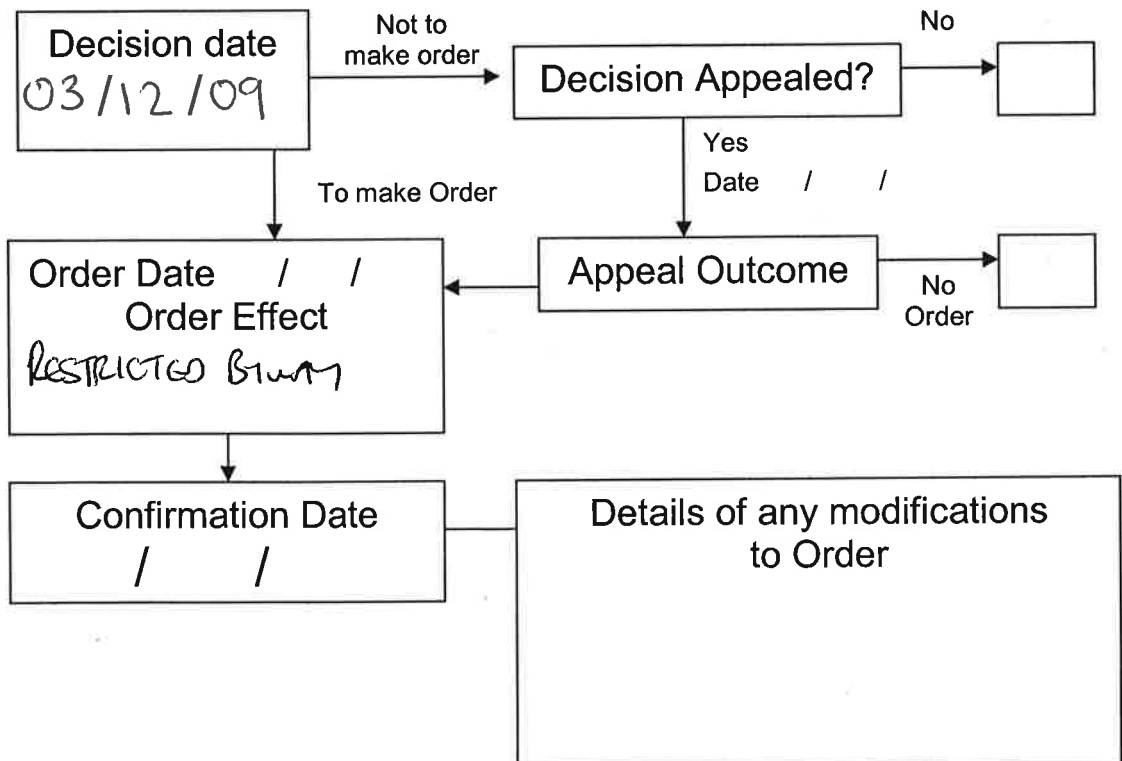 Decision date
03/12/09
Not to
make order
Decision Appealed?
No
Yes
Date / /
To make Order
Order Date / /
Order Effect
RESTRICTED BYWAY
Appeal Outcome
No
Order
Confirmation Date
/ /
Details of any modifications
to Order